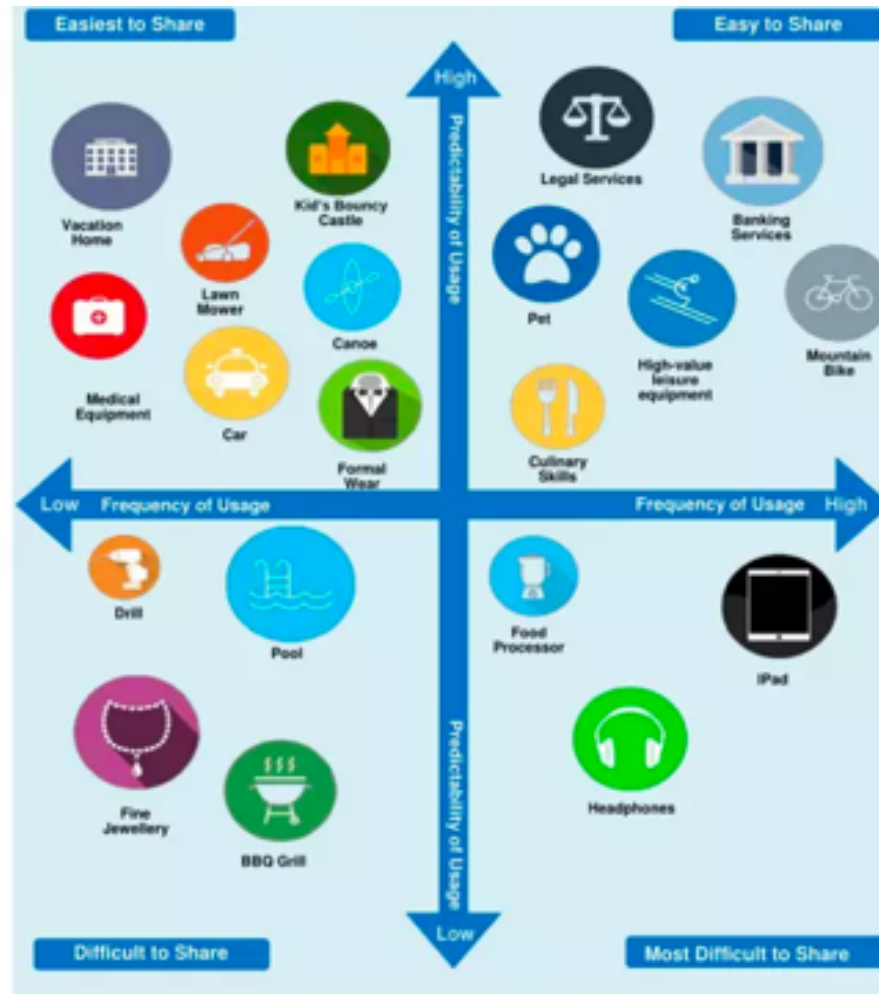 Easiest to Share
Easy to Share
High
Predictability of Usage
Vacation
Home
Kid's Bouncy
Castle
Lawn
Mower
Canoe
Medical
Equipment
Car
Formal
Wear
Legal Services
Banking
Services
Pet
High-value
leisure
equipment
Mountain
Bike
Culinary
Skills
Low
Frequency of Usage
Frequency of Usage
High
Drill
Pool
Fine
Jewellery
$$$
BBQ Grill
Food
Processor
IPad
Headphones
Predictability of Usage
Low
Difficult to Share
Most Difficult to Share